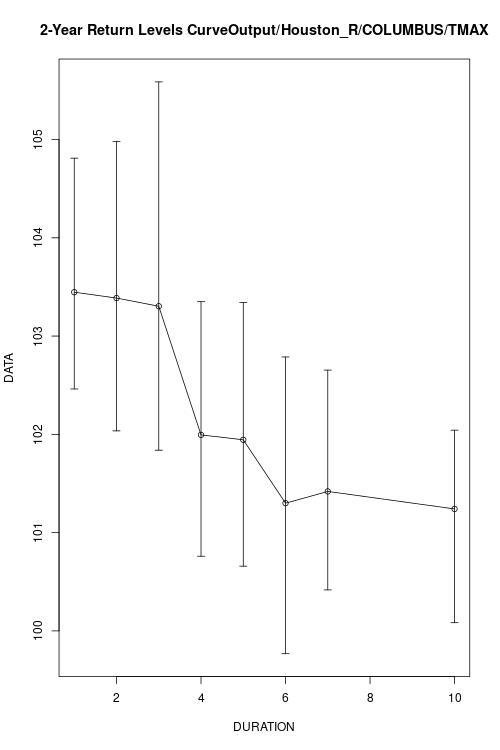 2-Year Return Levels CurveOutput/Houston_R/COLUMBUS/TMAX
105
104
103
102
101
100
DATA
2 4 6 8 10
DURATION